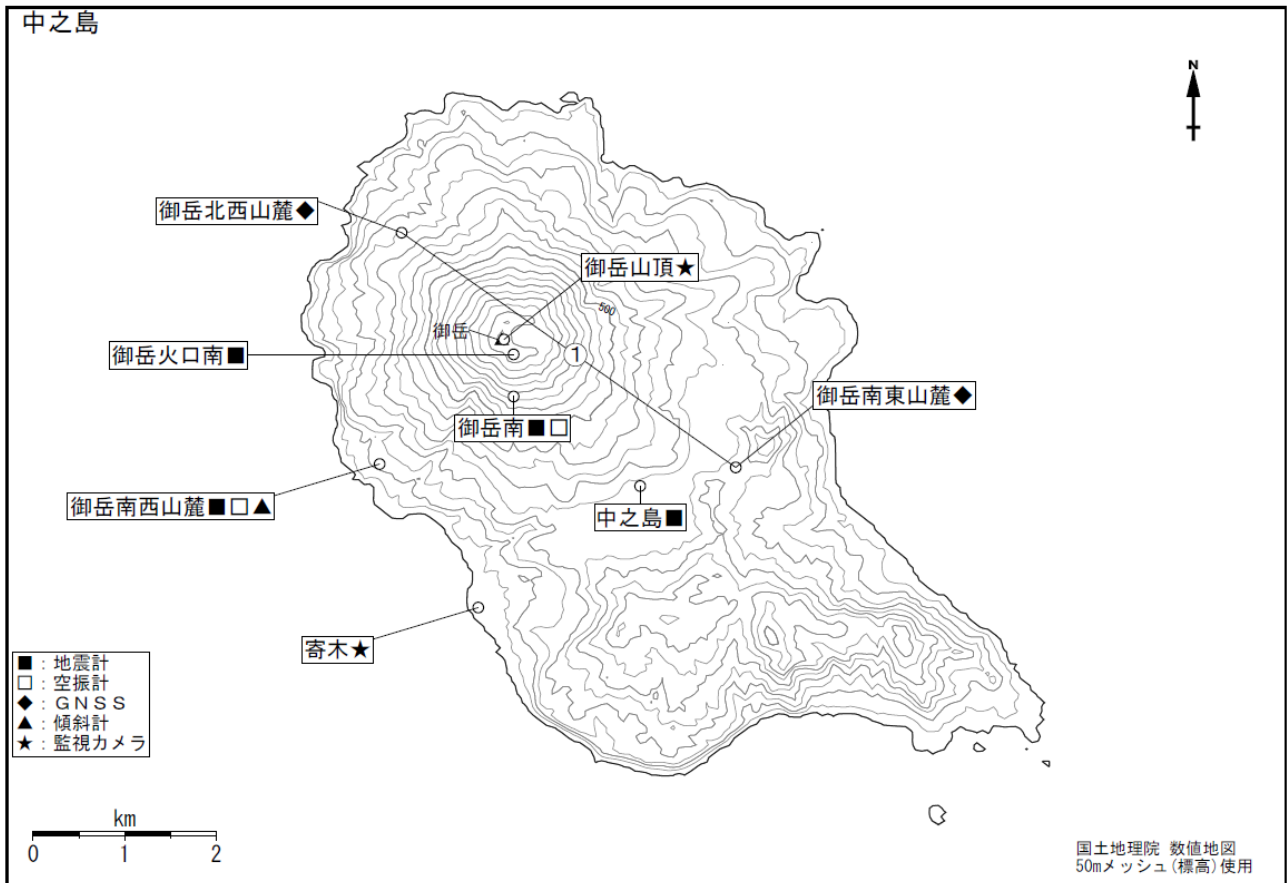 中之島
N
御岳北西山麓◆
御岳山頂★
500
御岳
御岳火口南■
1
御岳南東山麓◆
御岳南■□
御岳南西山麓■□▲
中之島■
寄木★
■：地震計
□：空振計
◆：ＧＮＳＳ
▲：傾斜計
★：監視カメラ
km
0 1 2
国土地理院 数値地図
50mメッシュ(標高)使用